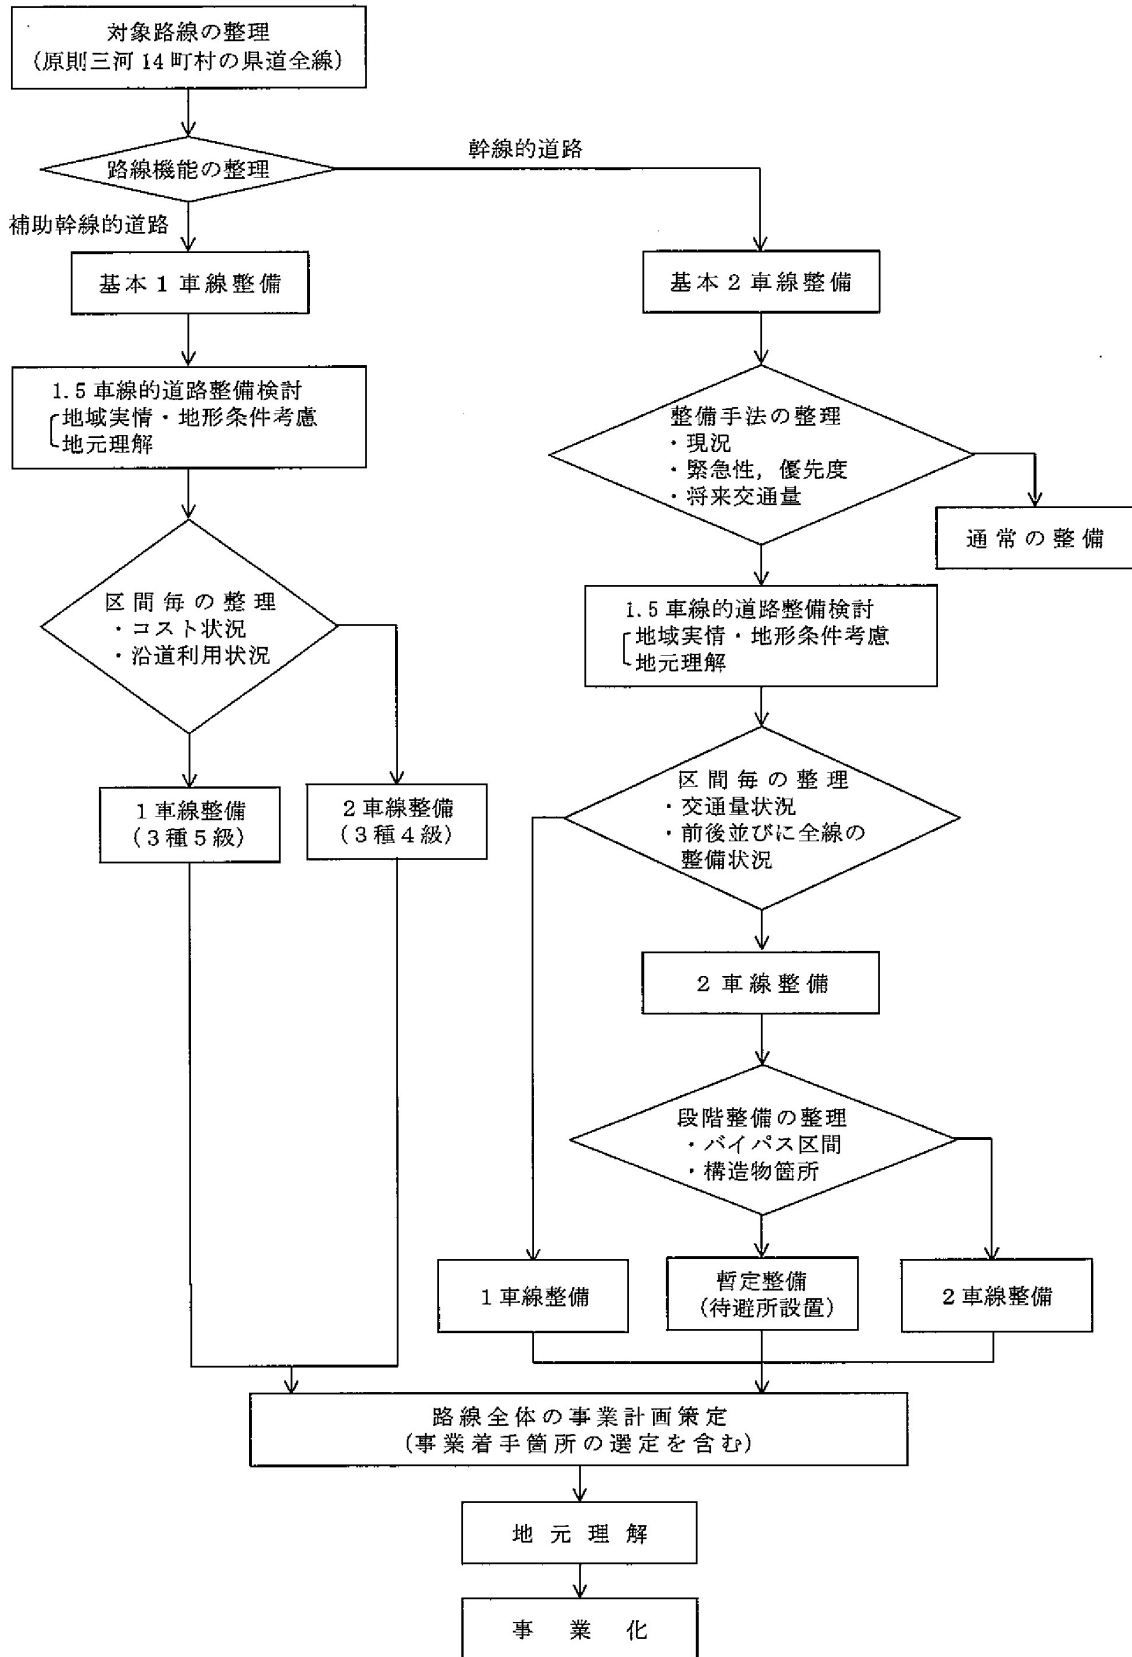 対象路線の整理
(原則三河14町村の県道全線)
路線機能の整理
幹線的道路
補助幹線的道路
基本1車線整備
基本2車線整備
1.5車線的道路整備検討
地域実情・地形条件考慮
地元理解
整備手法の整理
・現況
・緊急性，優先度
・将来交通量
通常の整備
区間毎の整理
・コスト状況
・沿道利用状況
1.5車線的道路整備検討
地域実情・地形条件考慮
地元理解
1車線整備
(3種5級)
2車線整備
(3種4級)
区間毎の整理
・交通量状況
・前後並びに全線の
整備状況
2車線整備
段階整備の整理
・バイパス区間
・構造物箇所
1車線整備
暫定整備
(待避所設置)
2車線整備
路線全体の事業計画策定
(事業着手箇所の選定を含む)
地元理解
事業化